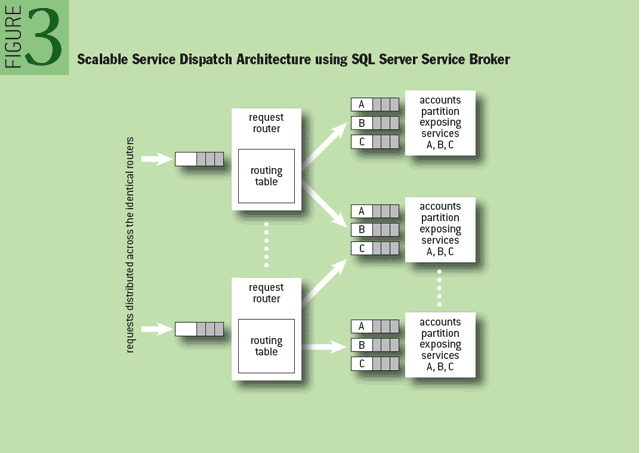 FIGURE 3
Scalable Service Dispatch Architecture using SQL Server Service Broker
requests distributed across the identical routers
request
router
routing
table
A
B
C
accounts
partition
exposing
services
A, B, C
A
B
C
accounts
partition
exposing
services
A, B, C
request
router
routing
table
A
B
C
accounts
partition
exposing
services
A, B, C